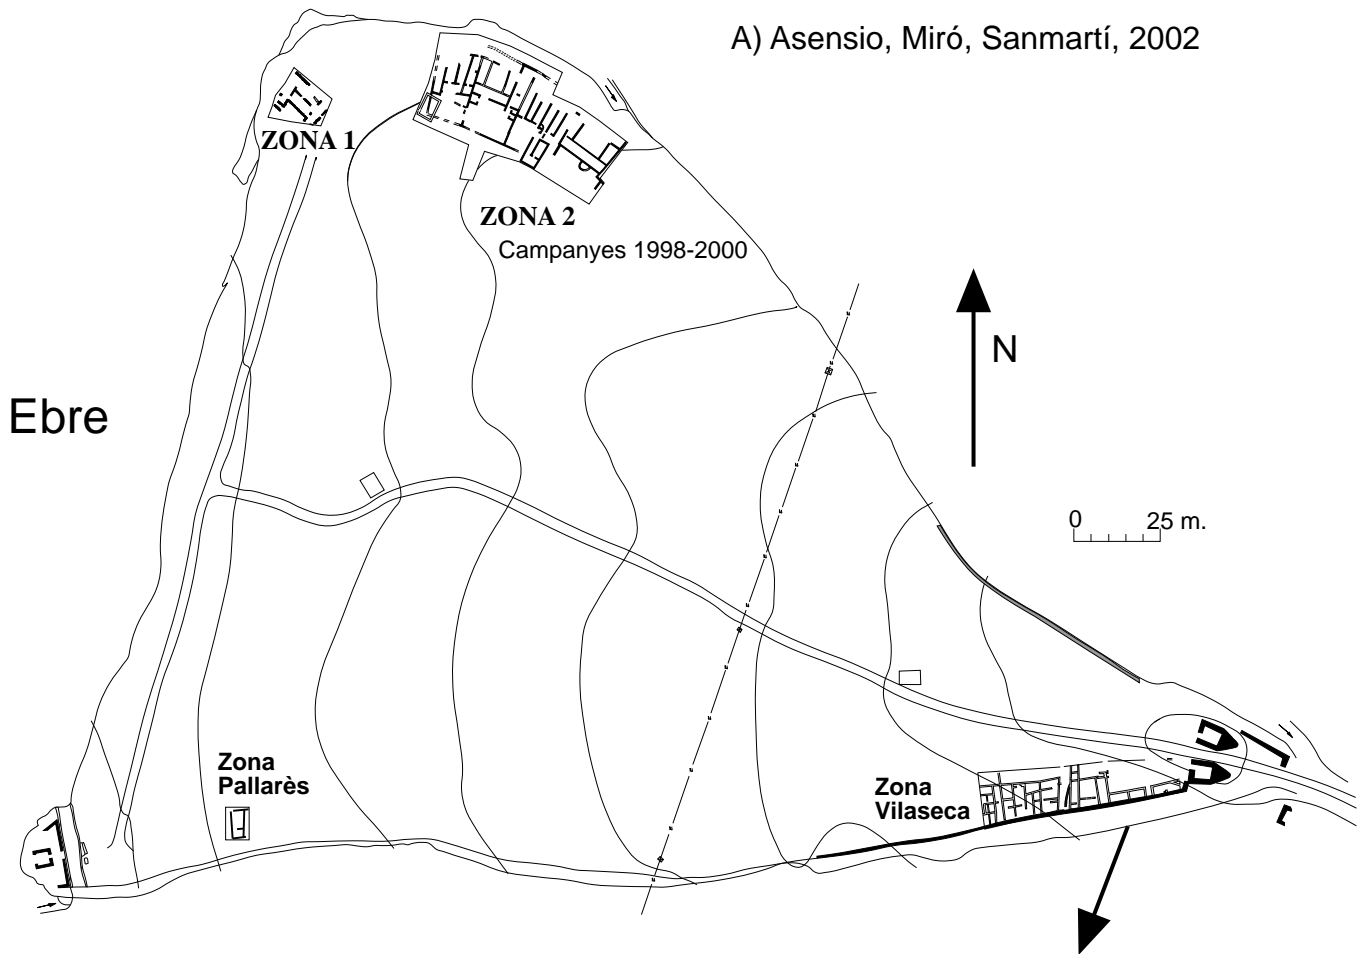 A) Asensio, Miró, Sanmartí, 2002
ZONA 1
ZONA 2
Campanyes 1998-2000
N
Ebre
0 25 m.
Zona
Pallarès
Zona
Vilaseca